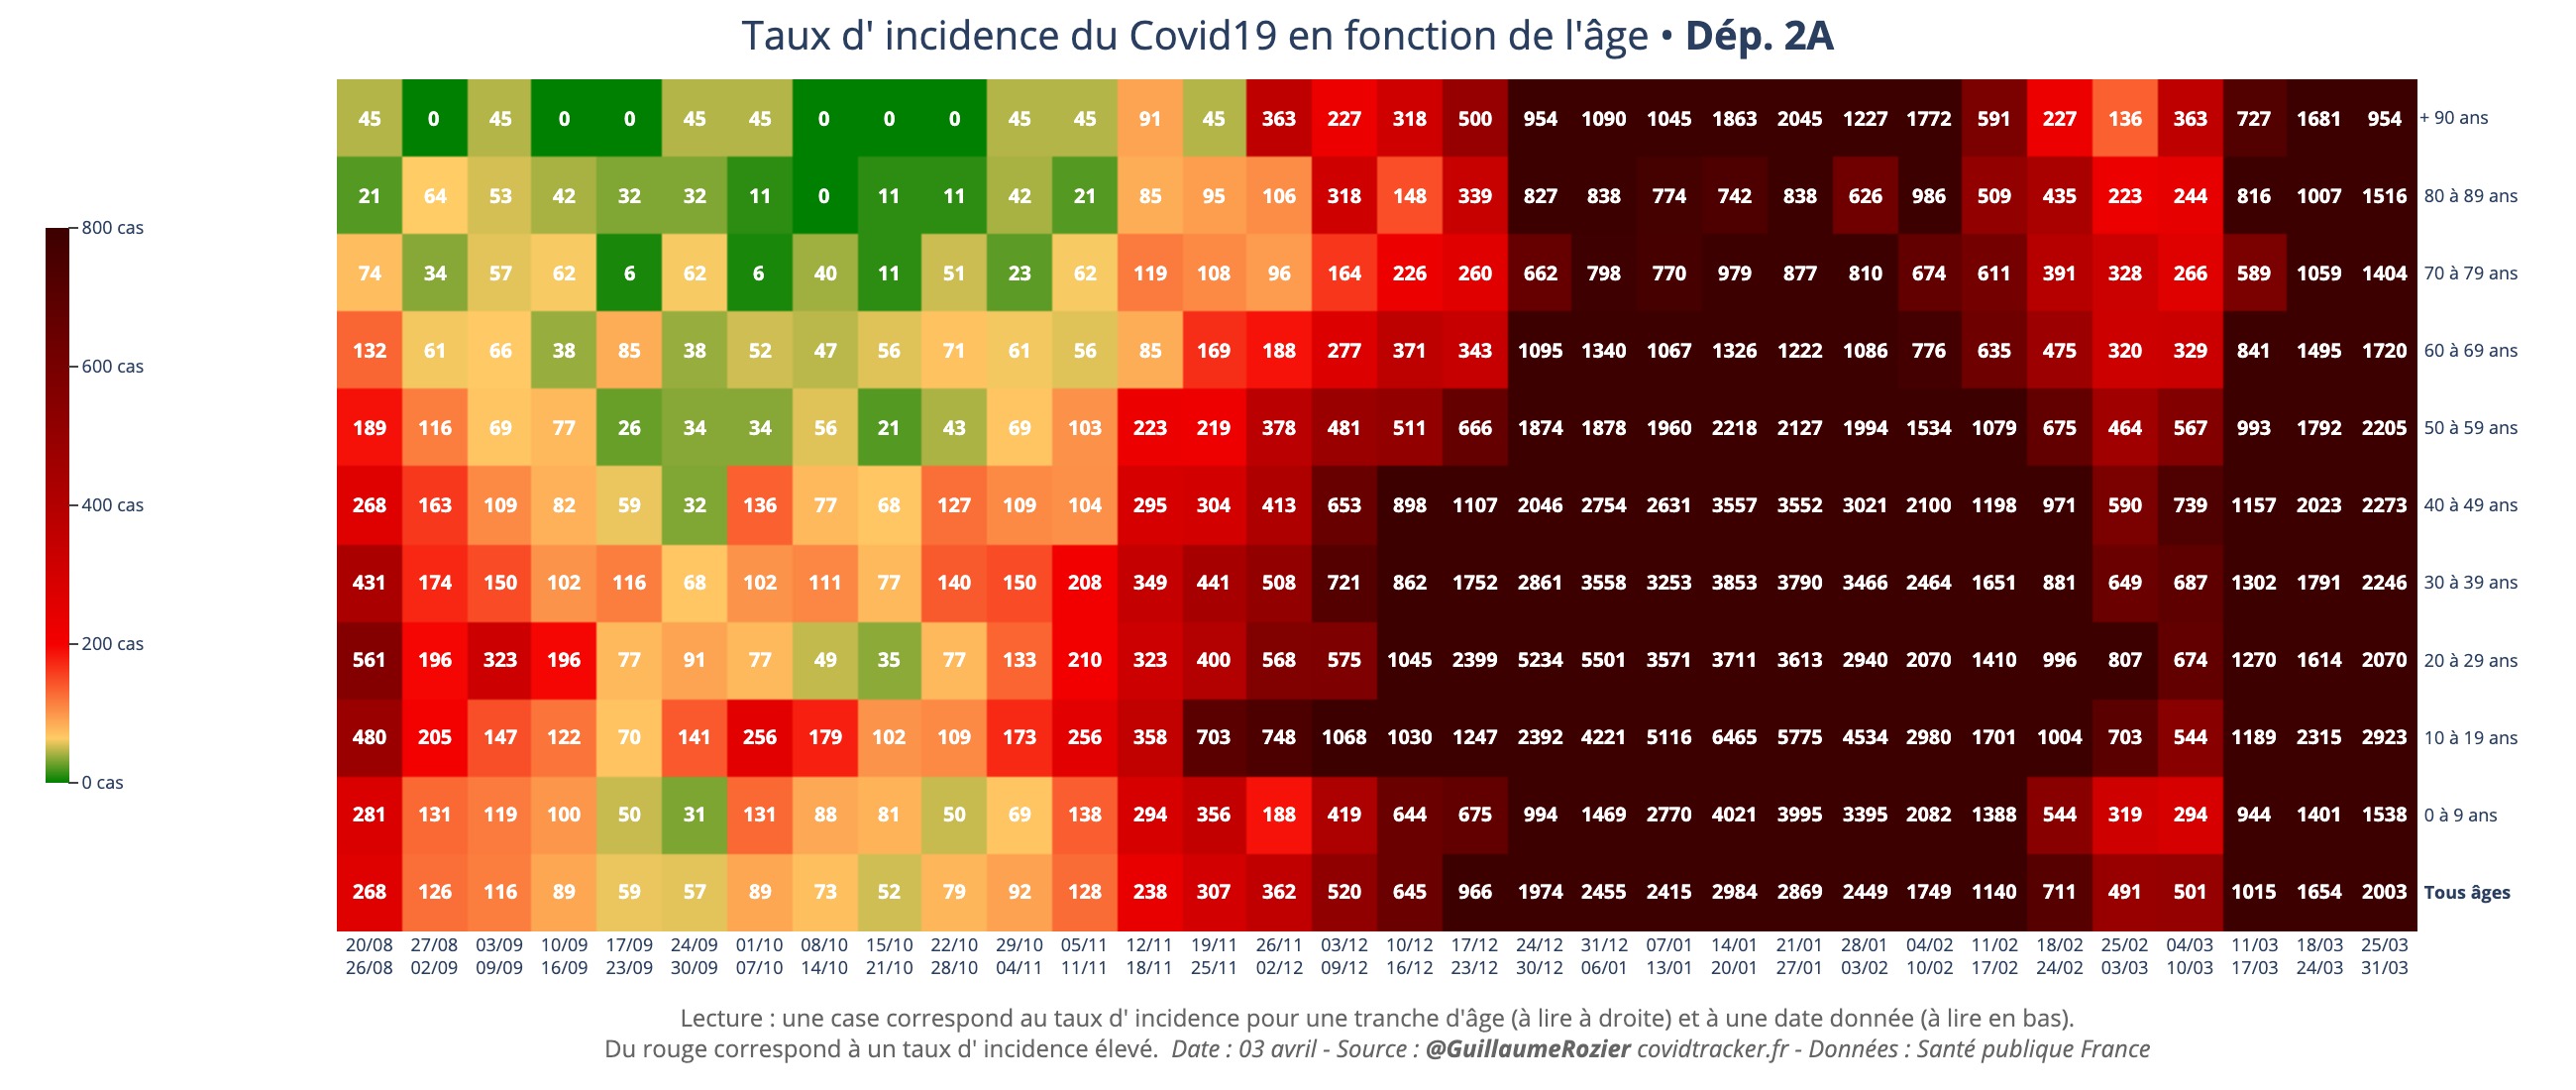 Taux d' incidence du Covid19 en fonction de l'âge • Dép. 2A
45 0 45 0 0 45 45 0 0 0 45 45 91 45 363 227 318 500 954 1090 1045 1863 2045 1227 1772 591 227 136 363 727 1681 954 + 90 ans
21 64 53 42 32 32 11 0 11 11 42 21 85 95 106 318 148 339 827 838 774 742 838 626 986 509 435 223 244 816 1007 1516 80 à 89 ans
800 cas
74 34 57 62 6 62 6 40 11 51 23 62 119 108 96 164 226 260 662 798 770 979 877 810 674 611 391 328 266 589 1059 1404 70 à 79 ans
132 61 66 38 85 38 52 47 56 71 61 56 85 169 188 277 371 343 1095 1340 1067 1326 1222 1086 776 635 475 320 329 841 1495 1720 60 à 69 ans
600 cas
189 116 69 77 26 34 34 56 21 43 69 103 223 219 378 481 511 666 1874 1878 1960 2218 2127 1994 1534 1079 675 464 567 993 1792 2205 50 à 59 ans
400 cas
268 163 109 82 59 32 136 77 68 127 109 104 295 304 413 653 898 1107 2046 2754 2631 3557 3552 3021 2100 1198 971 590 739 1157 2023 2273 40 à 49 ans
431 174 150 102 116 68 102 111 77 140 150 208 349 441 508 721 862 1752 2861 3558 3253 3853 3790 3466 2464 1651 881 649 687 1302 1791 2246 30 à 39 ans
200 cas
561 196 323 196 77 91 77 49 35 77 133 210 323 400 568 575 1045 2399 5234 5501 3571 3711 3613 2940 2070 1410 996 807 674 1270 1614 2070 20 à 29 ans
480 205 147 122 70 141 256 179 102 109 173 256 358 703 748 1068 1030 1247 2392 4221 5116 6465 5775 4534 2980 1701 1004 703 544 1189 2315 2923 10 à 19 ans
0 cas
281 131 119 100 50 31 131 88 81 50 69 138 294 356 188 419 644 675 994 1469 2770 4021 3995 3395 2082 1388 544 319 294 944 1401 1538 0 à 9 ans
268 126 116 89 59 57 89 73 52 79 92 128 238 307 362 520 645 966 1974 2455 2415 2984 2869 2449 1749 1140 711 491 501 1015 1654 2003 Tous âges
20/08 27/08 03/09 10/09 17/09 24/09 01/10 08/10 15/10 22/10 29/10 05/11 12/11 19/11 26/11 03/12 10/12 17/12 24/12 31/12 07/01 14/01 21/01 28/01 04/02 11/02 18/02 25/02 04/03 11/03 18/03 25/03
26/08 02/09 09/09 16/09 23/09 30/09 07/10 14/10 21/10 28/10 04/11 11/11 18/11 25/11 02/12 09/12 16/12 23/12 30/12 06/01 13/01 20/01 27/01 03/02 10/02 17/02 24/02 03/03 10/03 17/03 24/03 31/03
Lecture : une case correspond au taux d' incidence pour une tranche d'âge (à lire à droite) et à une date donnée (à lire en bas).
Du rouge correspond à un taux d' incidence élevé. Date : 03 avril - Source : @GuillaumeRozier covidtracker.fr - Données : Santé publique France